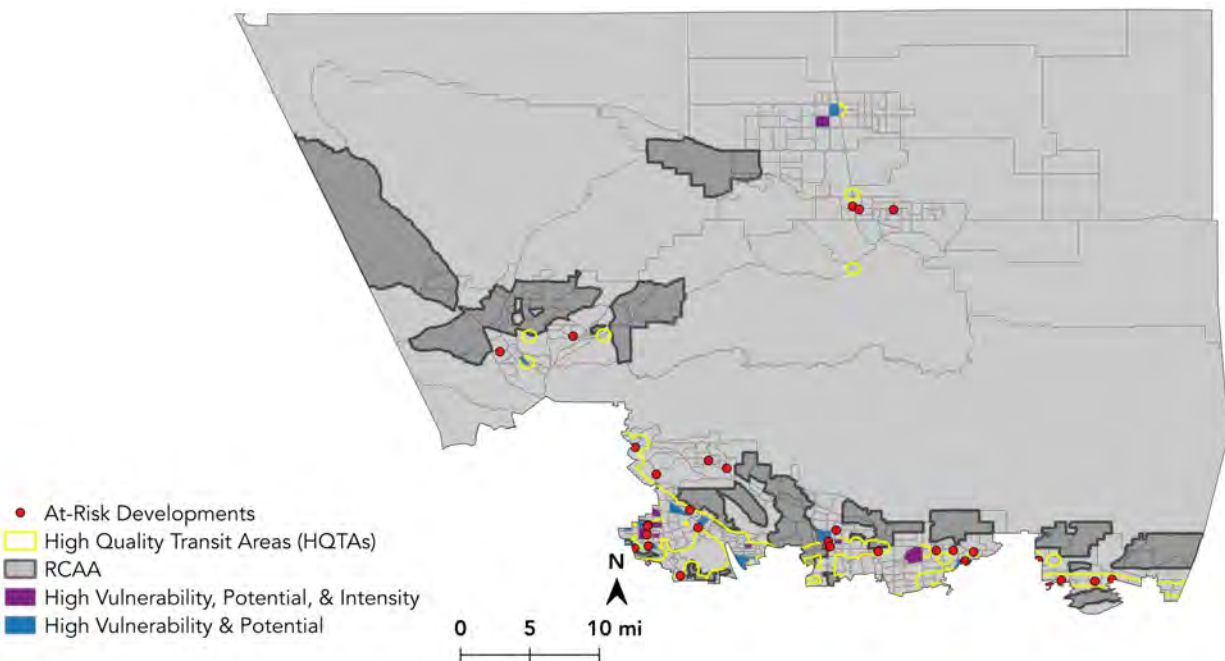 At-Risk Developments
High Quality Transit Areas (HQTAs)
RCAA
High Vulnerability, Potential, & Intensity
High Vulnerability & Potential
N
0 5 10 mi